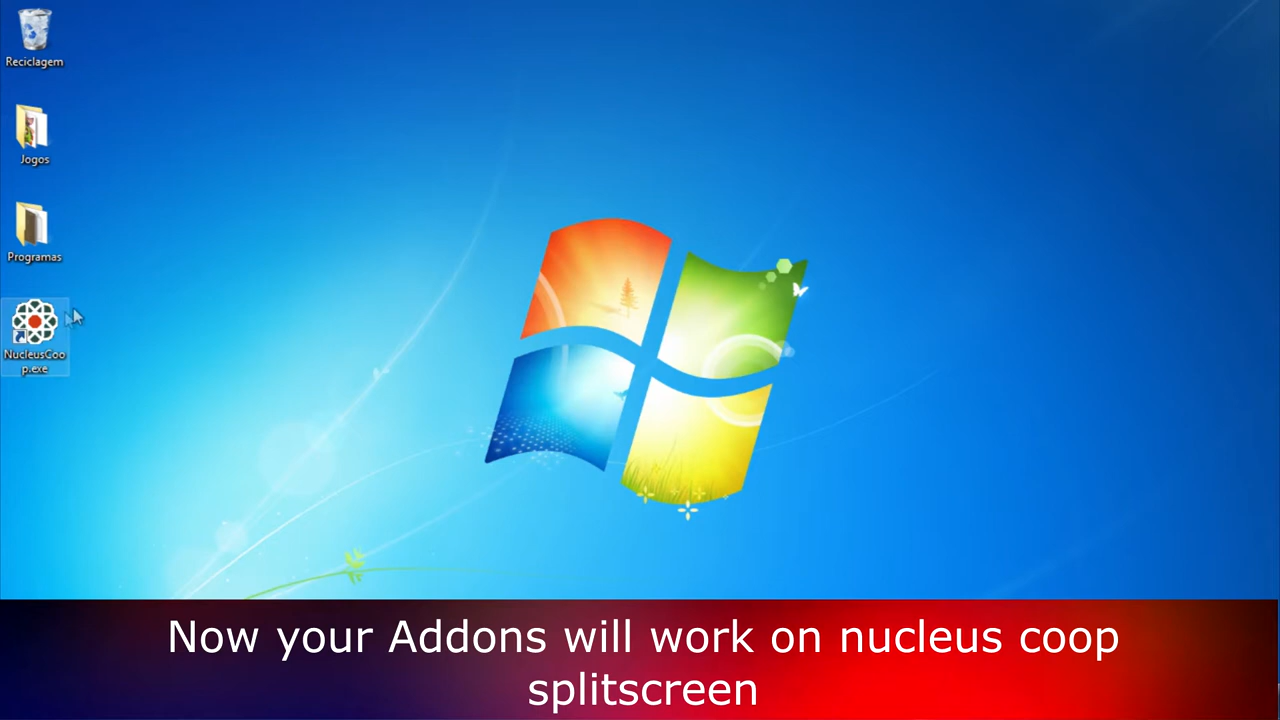 Reciclagem
Jogos
Programas
NucleusCoo
p.exe
Now your Addons will work on nucleus coop
splitscreen